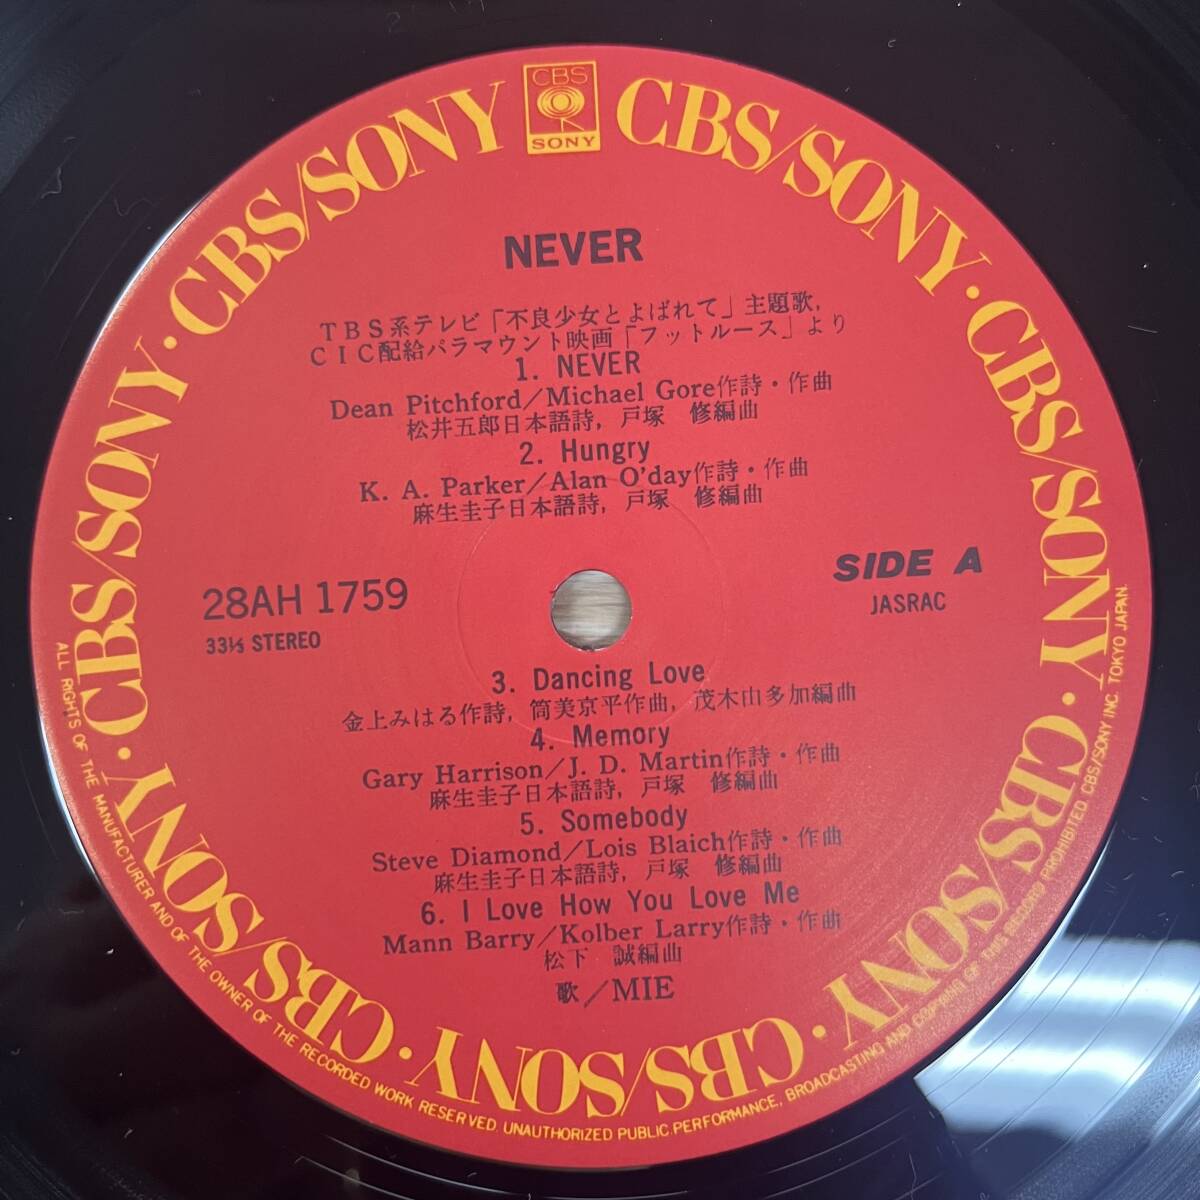 CBS
SONY
CBS/SONY · CBS/SONY · CBS/SONY · CBS/SONY · CBS/SONY · CBS/SONY · CBS/SONY · CBS/SONY
NEVER
TBS系テレビ「不良少女とよばれて」主題歌,
CIC配給パラマウント映画「フットルース」より
1. NEVER
Dean Pitchford/Michael Gore作詩・作曲
松井五郎日本語詩, 戸塚 修編曲
2. Hungry
K. A. Parker/Alan O'day作詩・作曲
麻生圭子日本語詩, 戸塚 修編曲
28AH 1759
33⅓ STEREO
SIDE A
JASRAC
3. Dancing Love
金上みはる作詩, 筒美京平作曲, 茂木由多加編曲
4. Memory
Gary Harrison/J. D. Martin作詩・作曲
麻生圭子日本語詩, 戸塚 修編曲
5. Somebody
Steve Diamond/Lois Blaich作詩・作曲
麻生圭子日本語詩, 戸塚 修編曲
6. I Love How You Love Me
Mann Barry/Kolber Larry作詩・作曲
松下 誠編曲
歌/MIE
ALL RIGHTS OF THE MANUFACTURER AND OF THE OWNER OF THE RECORDED WORK RESERVED. UNAUTHORIZED PUBLIC PERFORMANCE, BROADCASTING AND COPYING OF THIS RECORD PROHIBITED. CBS/SONY INC. TOKYO JAPAN.